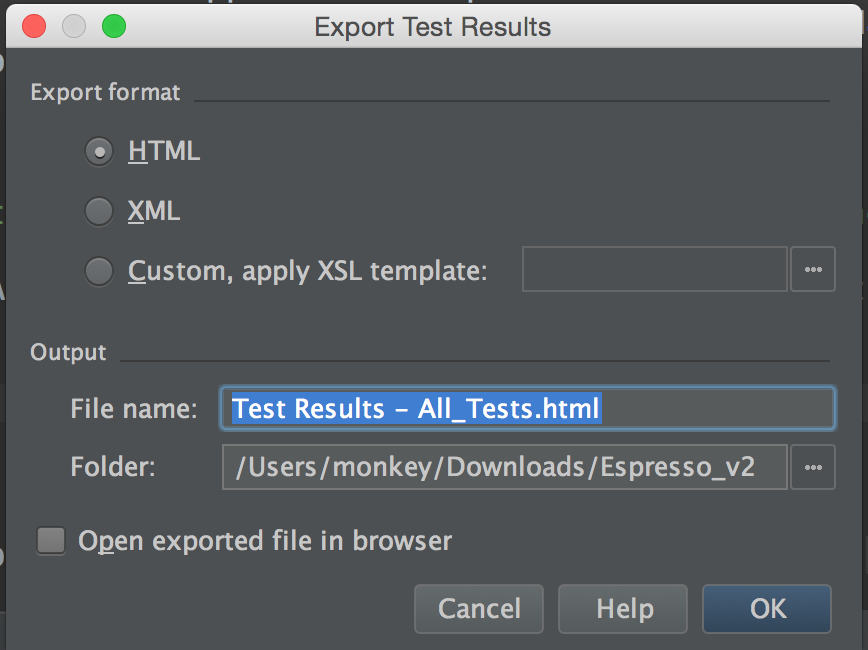 Export Test Results
Export format
HTML
XML
Custom, apply XSL template:
...
Output
File name: Test Results – All_Tests.html
Folder: /Users/monkey/Downloads/Espresso_v2 ...
Open exported file in browser
Cancel Help OK